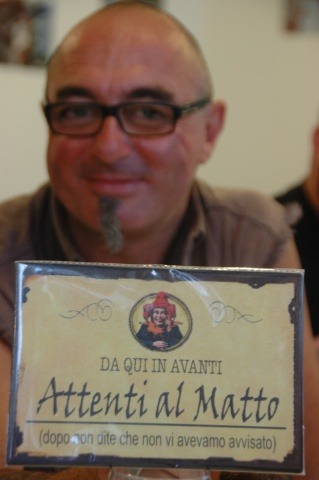 DA QUI IN AVANTI
Attenti al Matto
(dopo non dite che non vi avevamo avvisato)